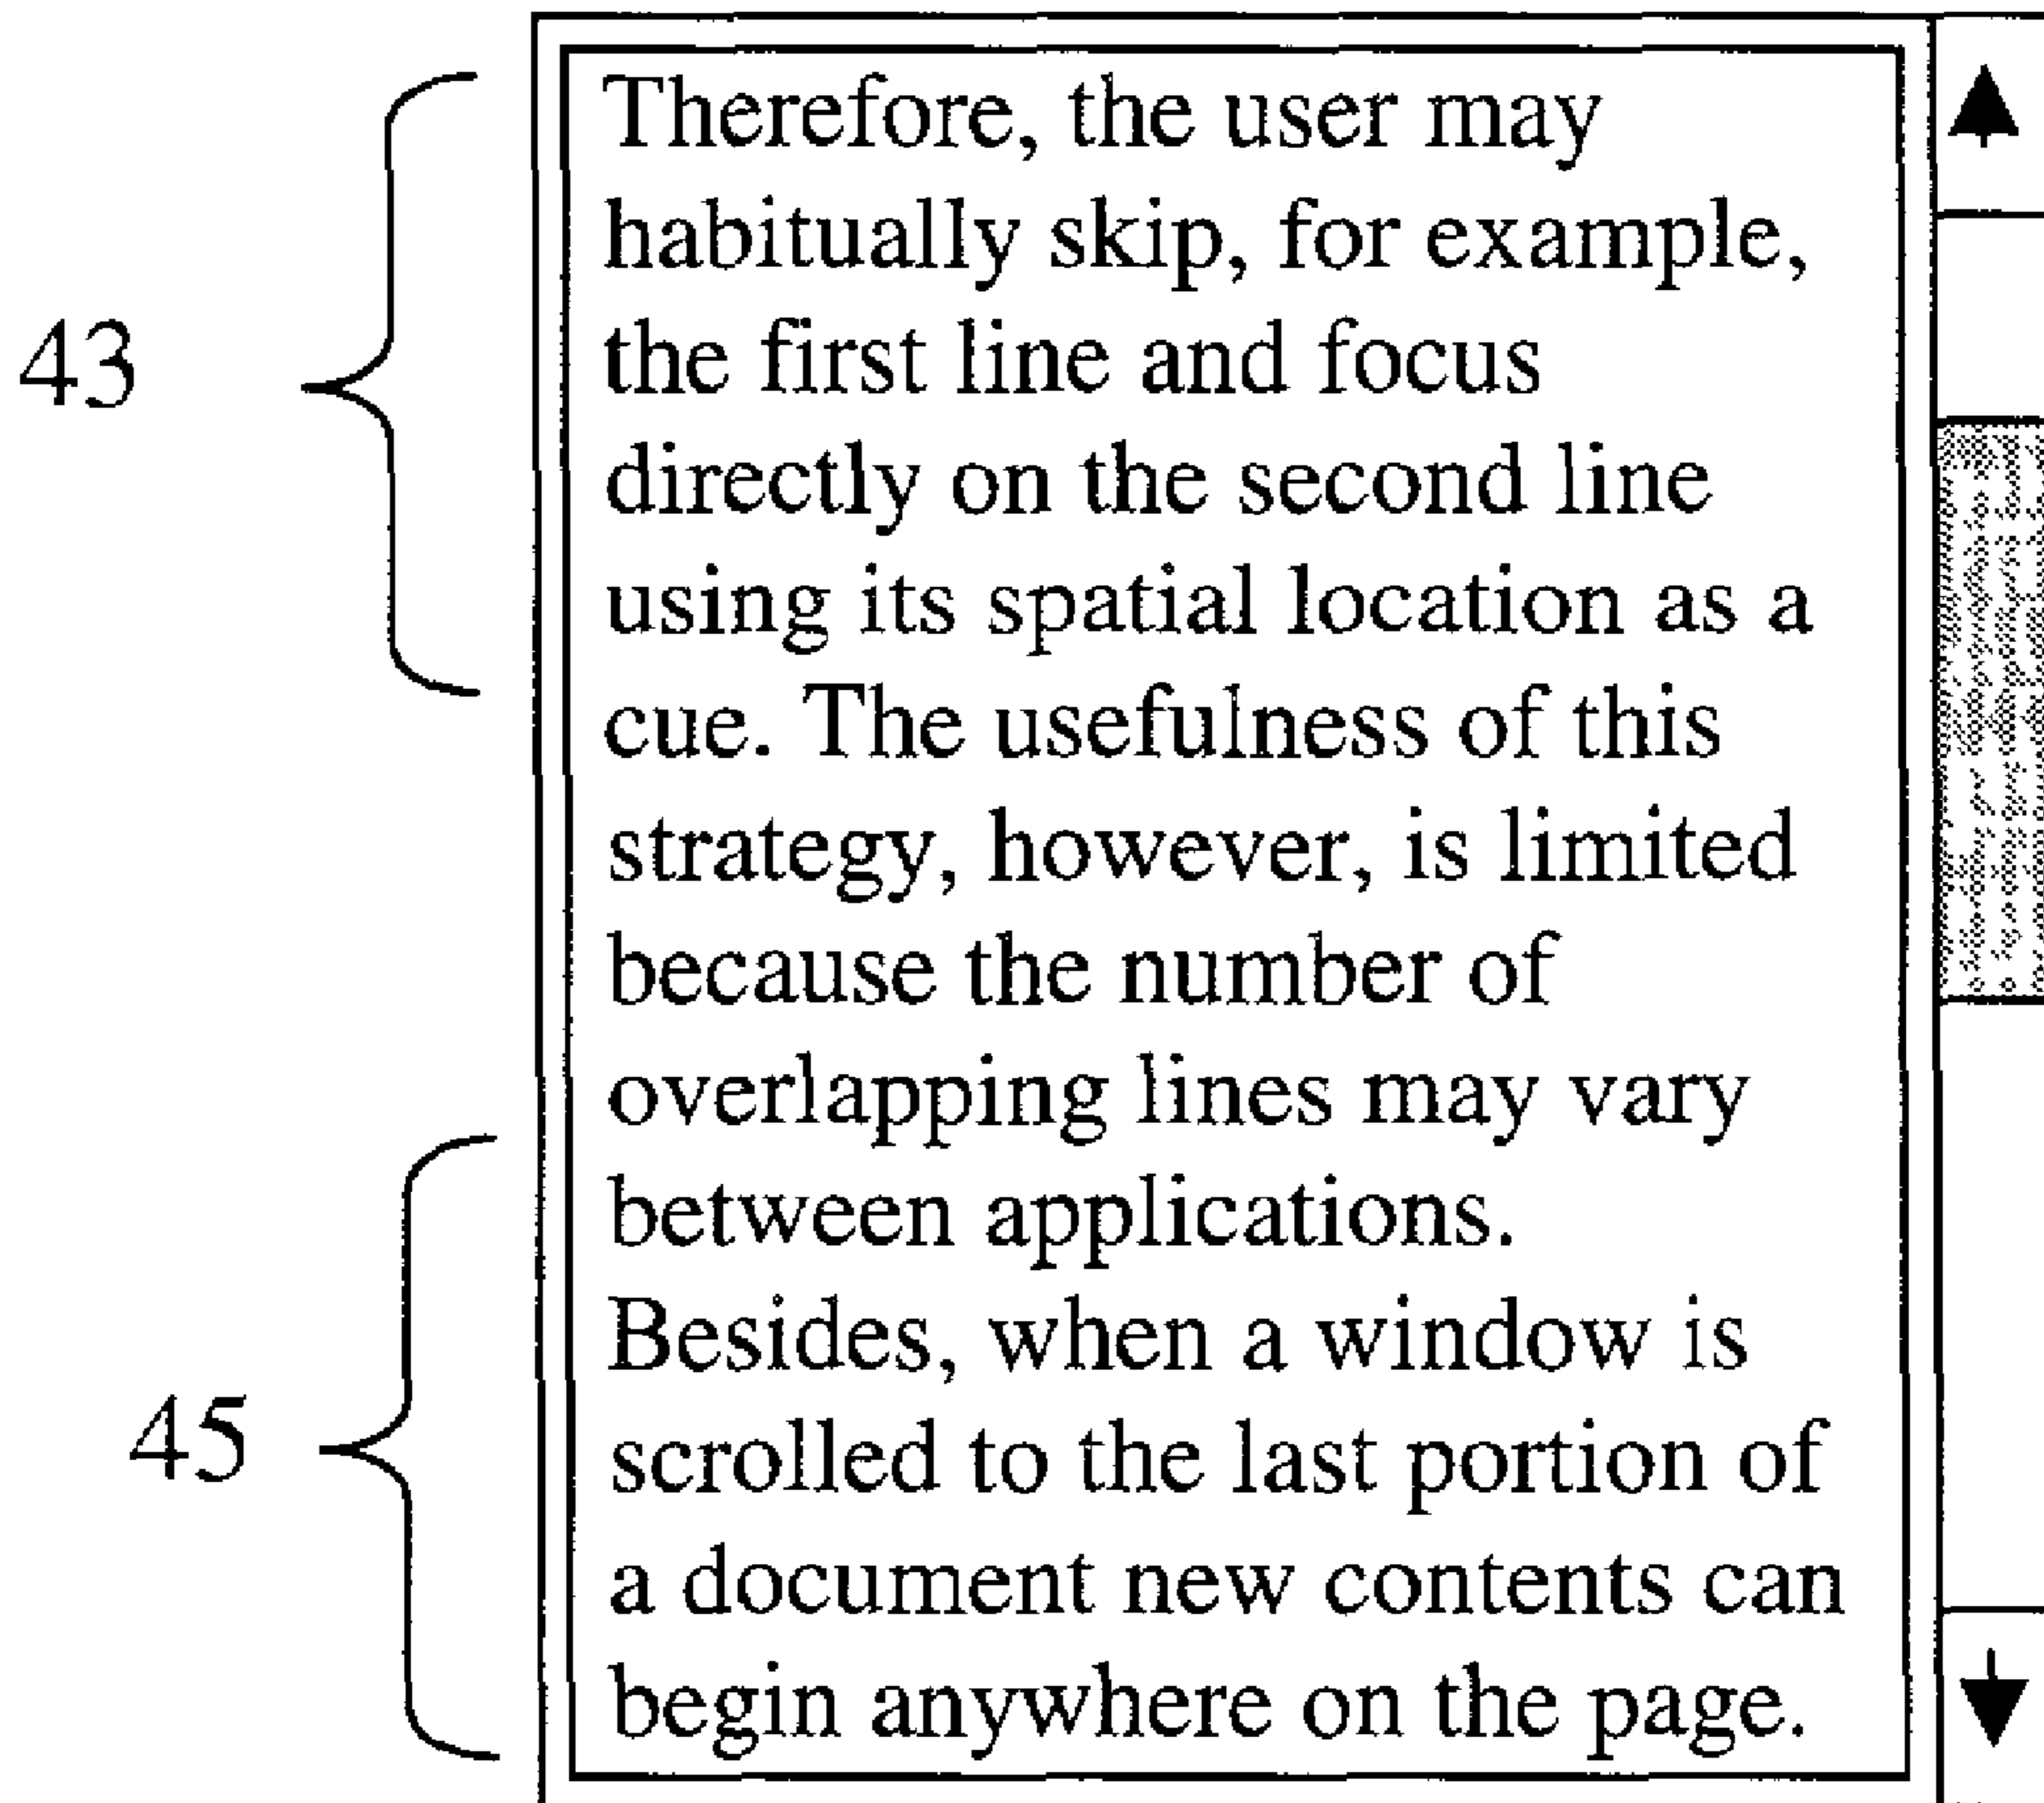 Therefore, the user may
habitually skip, for example,
the first line and focus
43
directly on the second line
using its spatial location as a
cue. The usefulness of this
strategy, however, is limited
because the number of
overlapping lines may vary
between applications.
Besides, when a window is
scrolled to the last portion of
45
a document new contents can
begin anywhere on the page.